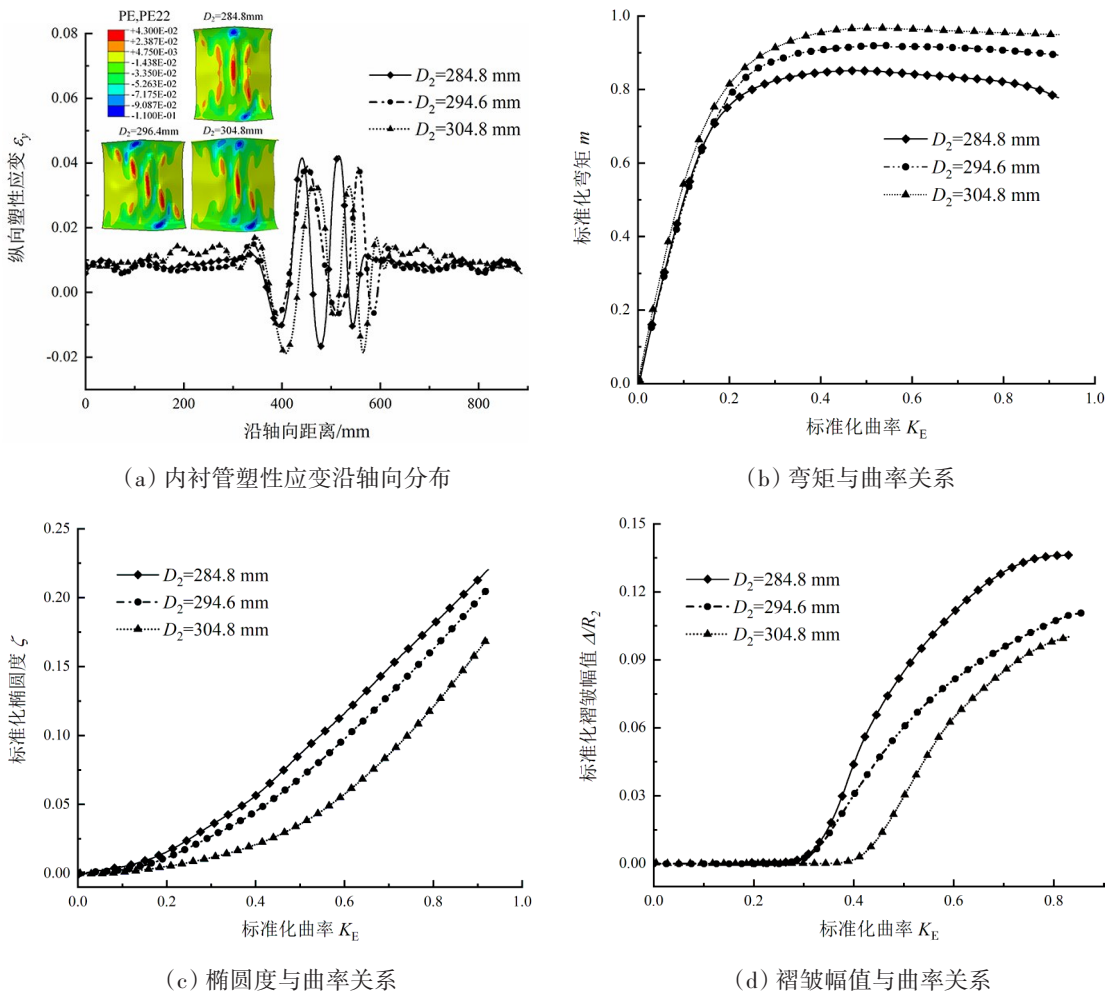 PE,PE22
+4.300E-02
+2.387E-02
+4.750E-03
-1.438E-02
-3.350E-02
-5.263E-02
-7.175E-02
-9.087E-02
-1.100E-01
D2=284.8mm
D2=296.4mm
D2=304.8mm
D2=284.8 mm
D2=294.6 mm
D2=304.8 mm
0.08
0.06
0.04
0.02
0.00
-0.02
纵向塑性应变 εy
0 200 400 600 800
沿轴向距离/mm
(a)内衬管塑性应变沿轴向分布
1.0
0.8
0.6
0.4
0.2
0.0
标准化弯矩 m
D2=284.8 mm
D2=294.6 mm
D2=304.8 mm
0.0 0.2 0.4 0.6 0.8 1.0
标准化曲率 KE
(b)弯矩与曲率关系
0.25
0.20
0.15
0.10
0.05
0.00
标准化椭圆度 ζ
D2=284.8 mm
D2=294.6 mm
D2=304.8 mm
0.0 0.2 0.4 0.6 0.8 1.0
标准化曲率 KE
(c)椭圆度与曲率关系
0.15
0.12
0.09
0.06
0.03
0.00
标准化褶皱幅值 Δ/R2
D2=284.8 mm
D2=294.6 mm
D2=304.8 mm
0.0 0.2 0.4 0.6 0.8
标准化曲率 KE
(d)褶皱幅值与曲率关系